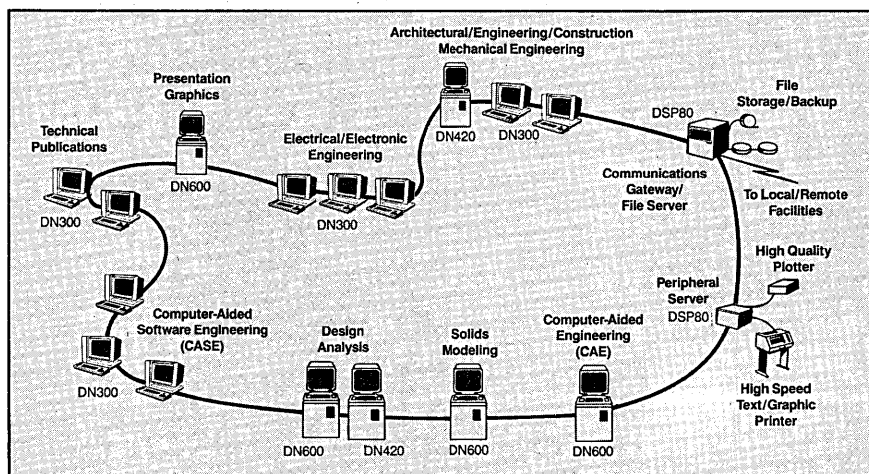 Architectural/Engineering/Construction
Mechanical Engineering
Presentation
Graphics
File
Storage/Backup
DSP80
Technical
Publications
Electrical/Electronic
Engineering
DN420
DN300
DN600
Communications
Gateway/
File Server
To Local/Remote
Facilities
DN300
DN300
High Quality
Plotter
Peripheral
Server
DSP80
Computer-Aided
Software Engineering
(CASE)
Design
Analysis
Solids
Modeling
Computer-Aided
Engineering
(CAE)
DN300
High Speed
Text/Graphic
Printer
DN600
DN420
DN600
DN600